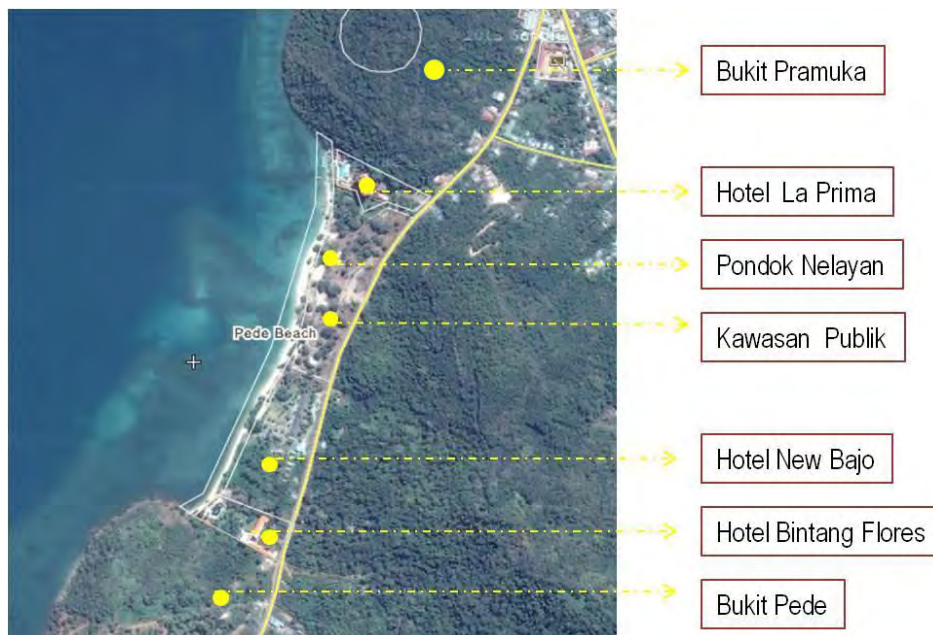 Bukit Pramuka
Hotel La Prima
Pondok Nelayan
Kawasan Publik
Pede Beach
Hotel New Bajo
Hotel Bintang Flores
Bukit Pede